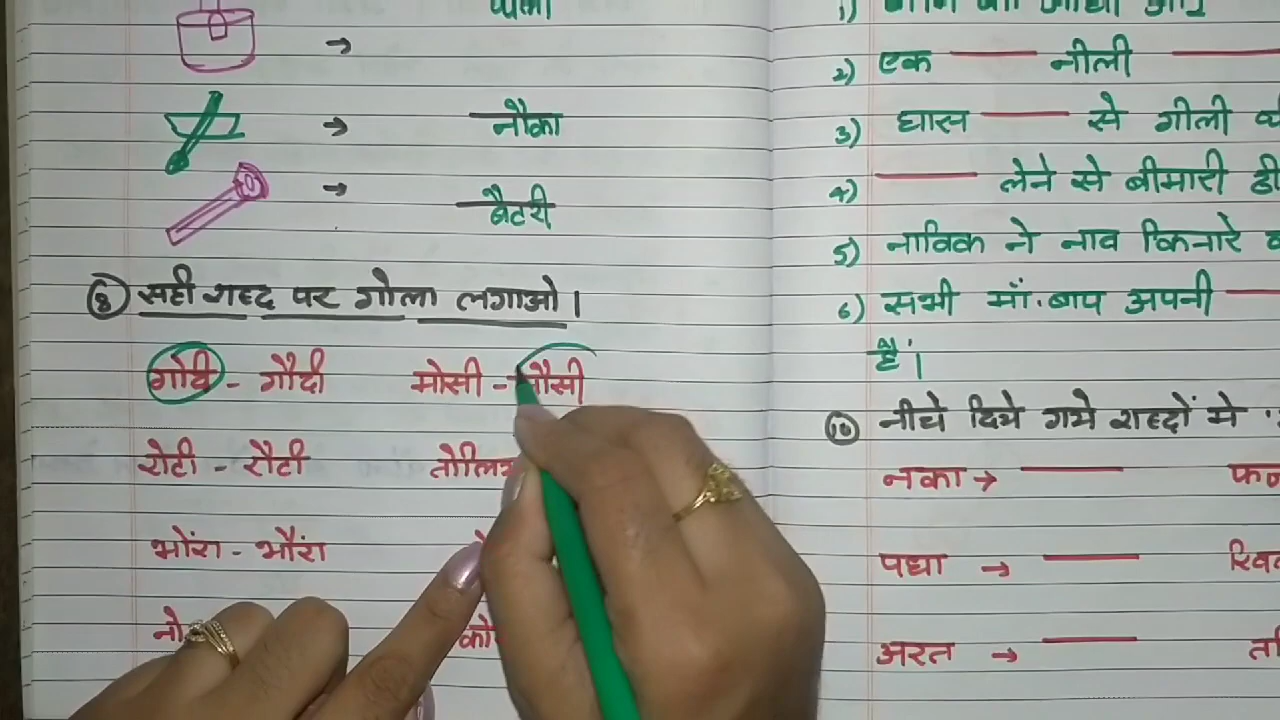 →
→ नौका
→ बैटरी
8) सही शब्द पर गोला लगाओ।
गोदी - गौदी मोसी - मौसी
रोटी - रौटी
भोंरा - भौंरा
नो
को
2) एक ——— नीली ———
3) घास ——— से गीली
4) ——— लेने से बीमारी
5) नाविक ने नाव किनारे
6) सभी माँ.बाप अपनी ———
हैं।
10) नीचे दिये गये शब्दों मे
नका → ———
पद्या → ———
अरत → ———